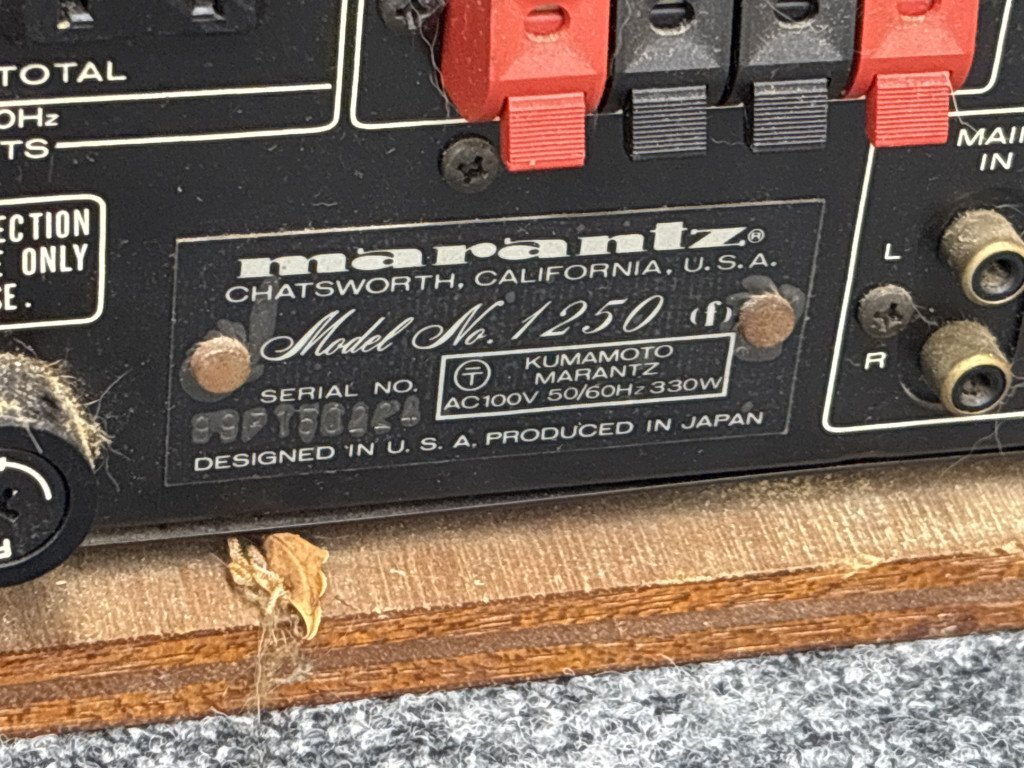 TOTAL
0Hz
TS
ECTION
E ONLY
SE.
MAIN
IN
L
R
marantz®
CHATSWORTH, CALIFORNIA, U.S.A.
Model No. 1250 (f)
SERIAL NO.
T KUMAMOTO
MARANTZ
AC100V 50/60Hz 330W
DESIGNED IN U.S.A. PRODUCED IN JAPAN